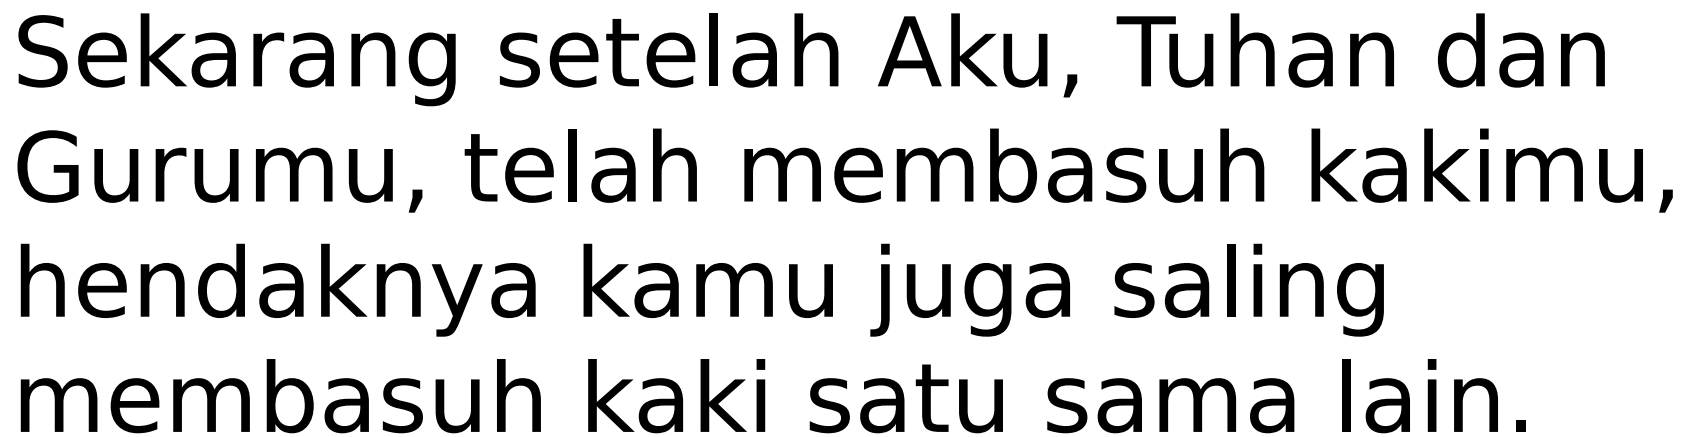 Sekarang setelah Aku, Tuhan dan
Gurumu, telah membasuh kakimu,
hendaknya kamu juga saling
membasuh kaki satu sama lain.